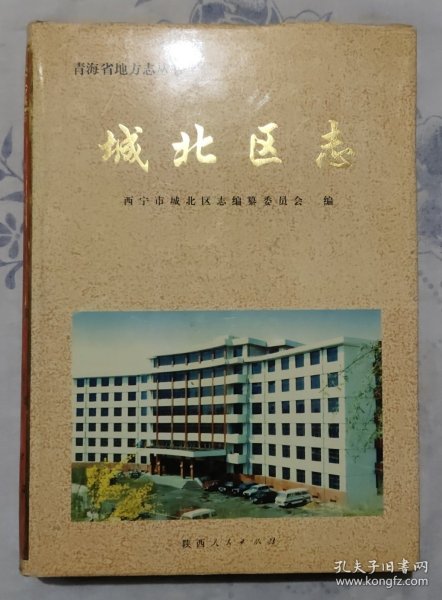 青海省地方志丛书
城北区志
西宁市城北区志编纂委员会 编
陕西人民出版社
孔夫子旧书网
www.kongfz.com